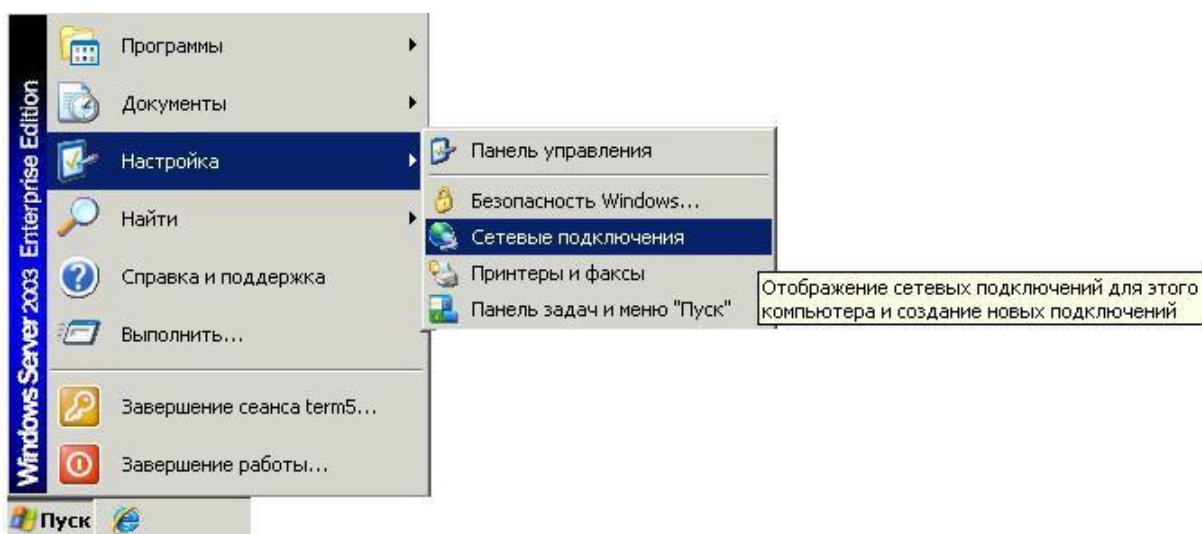 Windows Server 2003 Enterprise Edition
Программы
Документы
Настройка
Найти
Справка и поддержка
Выполнить...
Завершение сеанса term5...
Завершение работы...
Пуск
Панель управления
Безопасность Windows...
Сетевые подключения
Принтеры и факсы
Панель задач и меню "Пуск"
Отображение сетевых подключений для этого
компьютера и создание новых подключений